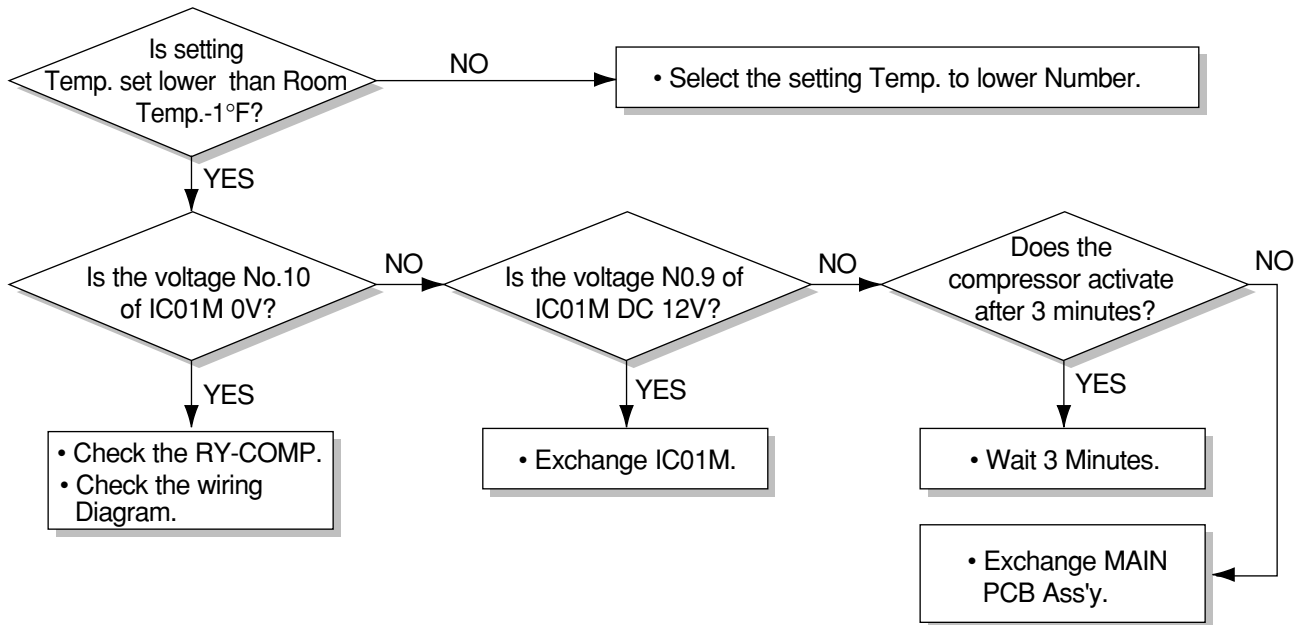 Is setting
Temp. set lower than Room
Temp.-1°F?
NO
• Select the setting Temp. to lower Number.
YES
Is the voltage No.10
of IC01M 0V?
NO
Is the voltage N0.9 of
IC01M DC 12V?
NO
Does the
compressor activate
after 3 minutes?
NO
YES
YES
YES
• Check the RY-COMP.
• Check the wiring
Diagram.
• Exchange IC01M.
• Wait 3 Minutes.
• Exchange MAIN
PCB Ass'y.